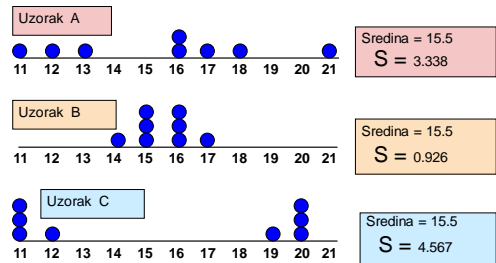 Uzorak A
Sredina = 15.5
S = 3.338
11 12 13 14 15 16 17 18 19 20 21
Uzorak B
Sredina = 15.5
S = 0.926
11 12 13 14 15 16 17 18 19 20 21
Uzorak C
Sredina = 15.5
S = 4.567
11 12 13 14 15 16 17 18 19 20 21